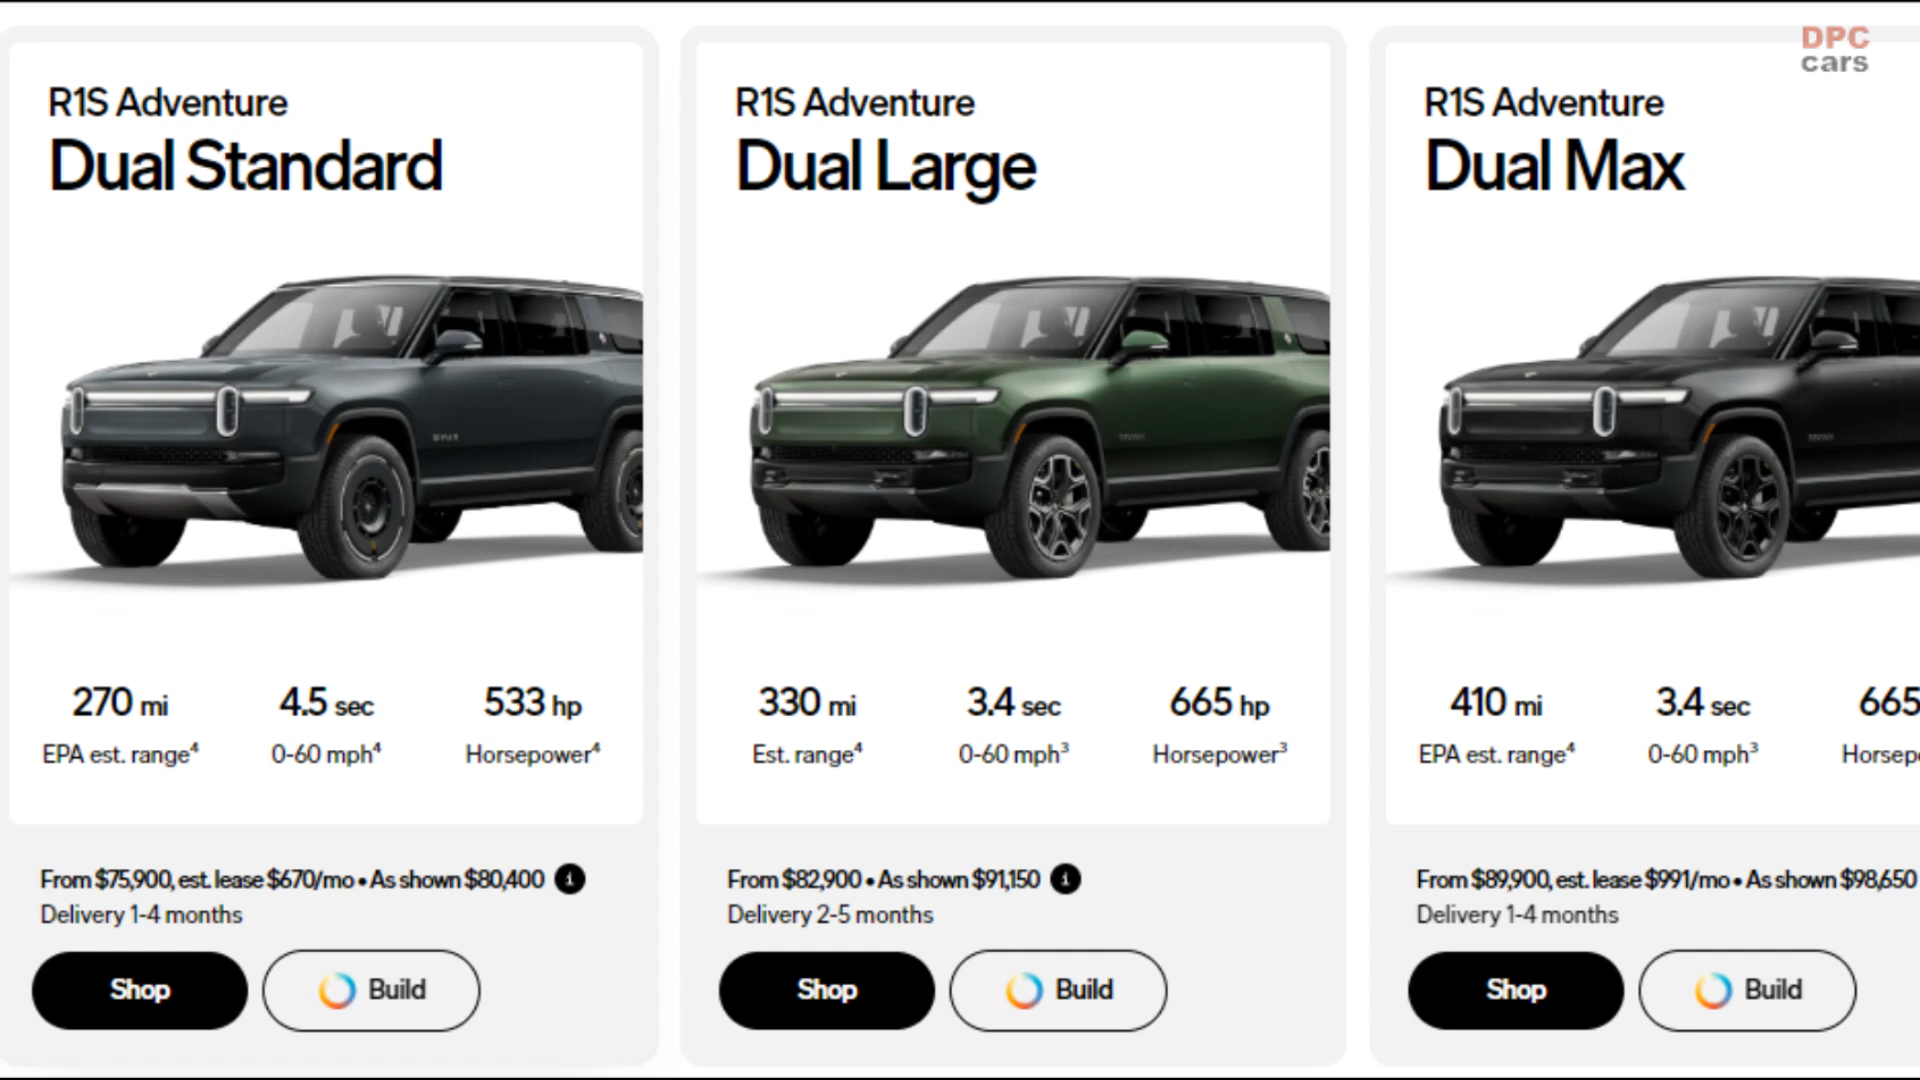 DPC
cars
R1S Adventure
Dual Standard
270 mi
EPA est. range⁴
4.5 sec
0-60 mph⁴
533 hp
Horsepower⁴
From $75,900, est. lease $670/mo • As shown $80,400
Delivery 1-4 months
Shop
Build
R1S Adventure
Dual Large
330 mi
Est. range⁴
3.4 sec
0-60 mph³
665 hp
Horsepower³
From $82,900 • As shown $91,150
Delivery 2-5 months
Shop
Build
R1S Adventure
Dual Max
410 mi
EPA est. range⁴
3.4 sec
0-60 mph³
665
From $89,900, est. lease $991/mo • As shown $98,650
Delivery 1-4 months
Shop
Build